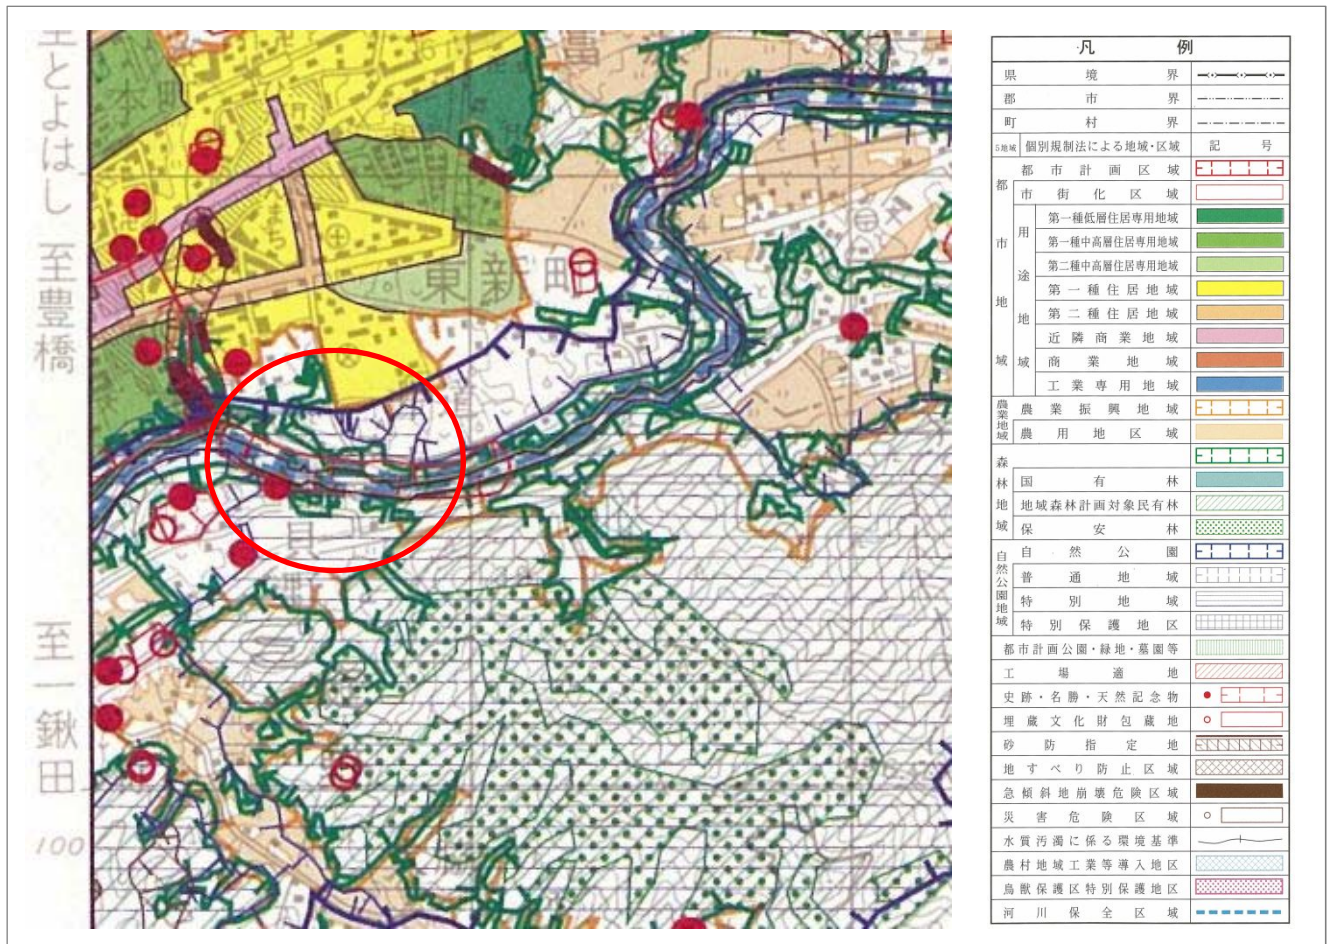 至とよはし
至豊橋
至一鍬田
100
本町
東新町
まち
凡例
県境界
郡市界
町村界
5地域 個別規制法による地域・区域 記号
都市地域
都市計画区域
市街化区域
用途地域
第一種低層住居専用地域
第一種中高層住居専用地域
第二種中高層住居専用地域
第一種住居地域
第二種住居地域
近隣商業地域
商業地域
工業専用地域
農業地域
農業振興地域
農用地区域
森林地域
国有林
地域森林計画対象民有林
保安林
自然公園地域
自然公園
普通地域
特別地域
特別保護地区
都市計画公園・緑地・墓園等
工場適地
史跡・名勝・天然記念物
埋蔵文化財包蔵地
砂防指定地
地すべり防止区域
急傾斜地崩壊危険区域
災害危険区域
水質汚濁に係る環境基準
農村地域工業等導入地区
鳥獣保護区特別保護地区
河川保全区域